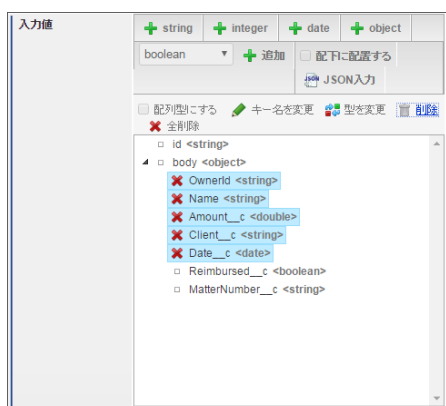 入力値
string integer date object
boolean 追加 配下に配置する
JSON入力
配列型にする キー名を変更 型を変更 削除
全削除
id <string>
body <object>
OwnerId <string>
Name <string>
Amount__c <double>
Client__c <string>
Date__c <date>
Reimbursed__c <boolean>
MatterNumber__c <string>